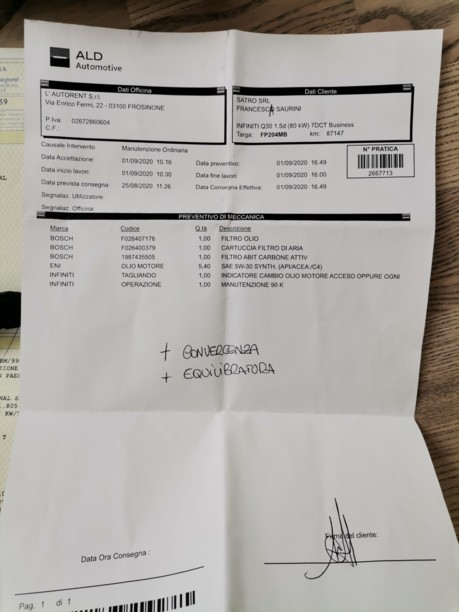 ALD
Automotive
Dati Officina
L' AUTORENT S.r.l.
Via Enrico Fermi, 22 - 03100 FROSINONE
P.Iva 02672860604
C.F.:
Dati Cliente
SATRO SRL
FRANCESCA SAURINI
INFINITI Q30 1.5d (80 kW) 7DCT Business
Targa: FP204MB km: 87147
Causale Intervento Manutenzione Ordinaria
Data Accettazione: 01/09/2020 10.16 Data preventivo: 01/09/2020 16.49
Data inizio lavori: 01/09/2020 10.30 Data fine lavori: 01/09/2020 16.00
Data prevista consegna 25/08/2020 11.26 Data Consegna Effettiva: 01/09/2020 16.49
Segnalaz. Utilizzatore:
Segnalaz. Officina:
N° PRATICA
2667713
PREVENTIVO DI MECCANICA
Marca Codice Q.tà Descrizione
BOSCH F026407176 1,00 FILTRO OLIO
BOSCH F026400379 1,00 CARTUCCIA FILTRO DI ARIA
BOSCH 1987435505 1,00 FILTRO ABIT CARBONE ATTIV
ENI OLIO MOTORE 5,40 SAE 5W-30 SYNTH. (API/ACEA:/C4)
INFINITI TAGLIANDO 1,00 INDICATORE CAMBIO OLIO MOTORE ACCESO OPPURE OGNI
INFINITI OPERAZIONE 1,00 MANUTENZIONE 90 K
+ CONVERGENZA
+ EQUILIBRATURA
Firma del cliente:
Data Ora Consegna :
Pag. 1 di 1